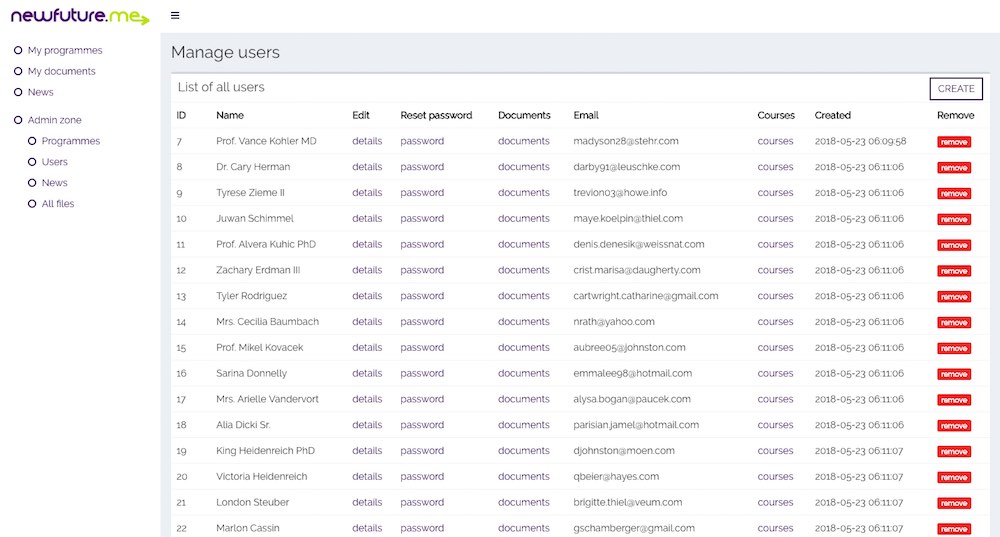 newfuture.me
My programmes
My documents
News
Admin zone
Programmes
Users
News
All files
Manage users
List of all users
CREATE
ID Name Edit Reset password Documents Email Courses Created Remove
7 Prof. Vance Kohler MD details password documents madyson28@stehr.com courses 2018-05-23 06:09:58 remove
8 Dr. Cary Herman details password documents darby91@leuschke.com courses 2018-05-23 06:11:06 remove
9 Tyrese Zieme II details password documents trevion03@howe.info courses 2018-05-23 06:11:06 remove
10 Juwan Schimmel details password documents maye.koelpin@thiel.com courses 2018-05-23 06:11:06 remove
11 Prof. Alvera Kuhic PhD details password documents denis.denesik@weissnat.com courses 2018-05-23 06:11:06 remove
12 Zachary Erdman III details password documents crist.marisa@daugherty.com courses 2018-05-23 06:11:06 remove
13 Tyler Rodriguez details password documents cartwright.catharine@gmail.com courses 2018-05-23 06:11:06 remove
14 Mrs. Cecilia Baumbach details password documents nrath@yahoo.com courses 2018-05-23 06:11:06 remove
15 Prof. Mikel Kovacek details password documents aubree05@johnston.com courses 2018-05-23 06:11:06 remove
16 Sarina Donnelly details password documents emmalee98@hotmail.com courses 2018-05-23 06:11:06 remove
17 Mrs. Arielle Vandervort details password documents alysa.bogan@paucek.com courses 2018-05-23 06:11:06 remove
18 Alia Dicki Sr. details password documents parisian.jamel@hotmail.com courses 2018-05-23 06:11:06 remove
19 King Heidenreich PhD details password documents djohnston@moen.com courses 2018-05-23 06:11:07 remove
20 Victoria Heidenreich details password documents qbeier@hayes.com courses 2018-05-23 06:11:07 remove
21 London Steuber details password documents brigitte.thiel@veum.com courses 2018-05-23 06:11:07 remove
22 Marlon Cassin details password documents gschamberger@gmail.com courses 2018-05-23 06:11:07 remove